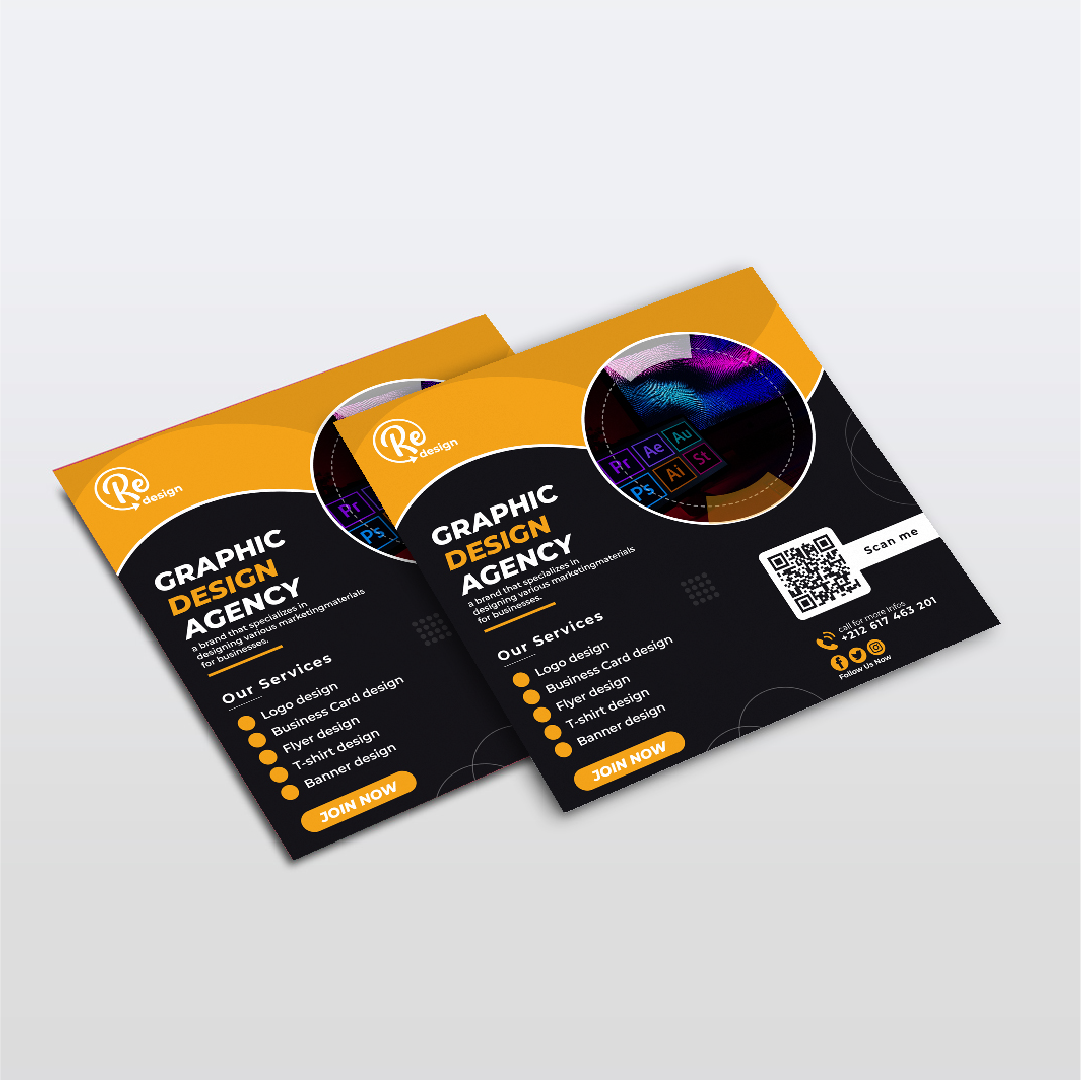 Re
design
GRAPHIC
DESIGN
AGENCY
a brand that specializes in
designing various marketingmaterials
for businesses.
Our Services
Logo design
Business Card design
Flyer design
T-shirt design
Banner design
JOIN NOW
Pr
Ps
Re
design
GRAPHIC
DESIGN
AGENCY
a brand that specializes in
designing various marketingmaterials
for businesses.
Our Services
Logo design
Business Card design
Flyer design
T-shirt design
Banner design
JOIN NOW
Pr Ae Au
Ps Ai St
Scan me
call for more infos
+212 617 463 201
Follow Us Now